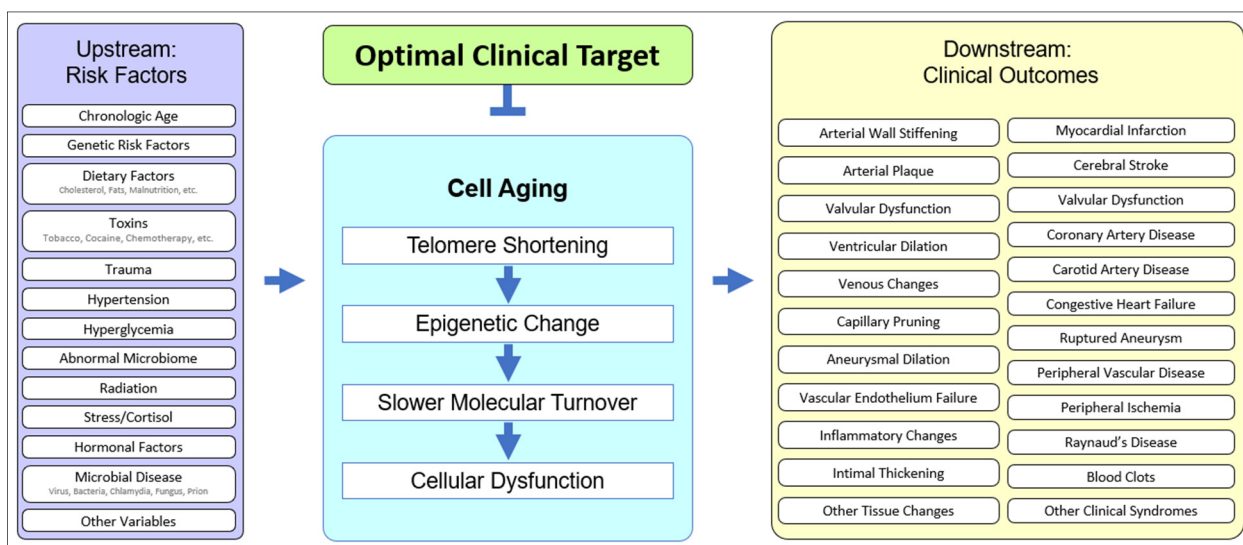 Upstream:
Risk Factors
Chronologic Age
Genetic Risk Factors
Dietary Factors
Cholesterol, Fats, Malnutrition, etc.
Toxins
Tobacco, Cocaine, Chemotherapy, etc.
Trauma
Hypertension
Hyperglycemia
Abnormal Microbiome
Radiation
Stress/Cortisol
Hormonal Factors
Microbial Disease
Virus, Bacteria, Chlamydia, Fungus, Prion
Other Variables
Optimal Clinical Target
Cell Aging
Telomere Shortening
Epigenetic Change
Slower Molecular Turnover
Cellular Dysfunction
Downstream:
Clinical Outcomes
Arterial Wall Stiffening
Arterial Plaque
Valvular Dysfunction
Ventricular Dilation
Venous Changes
Capillary Pruning
Aneurysmal Dilation
Vascular Endothelium Failure
Inflammatory Changes
Intimal Thickening
Other Tissue Changes
Myocardial Infarction
Cerebral Stroke
Valvular Dysfunction
Coronary Artery Disease
Carotid Artery Disease
Congestive Heart Failure
Ruptured Aneurysm
Peripheral Vascular Disease
Peripheral Ischemia
Raynaud's Disease
Blood Clots
Other Clinical Syndromes